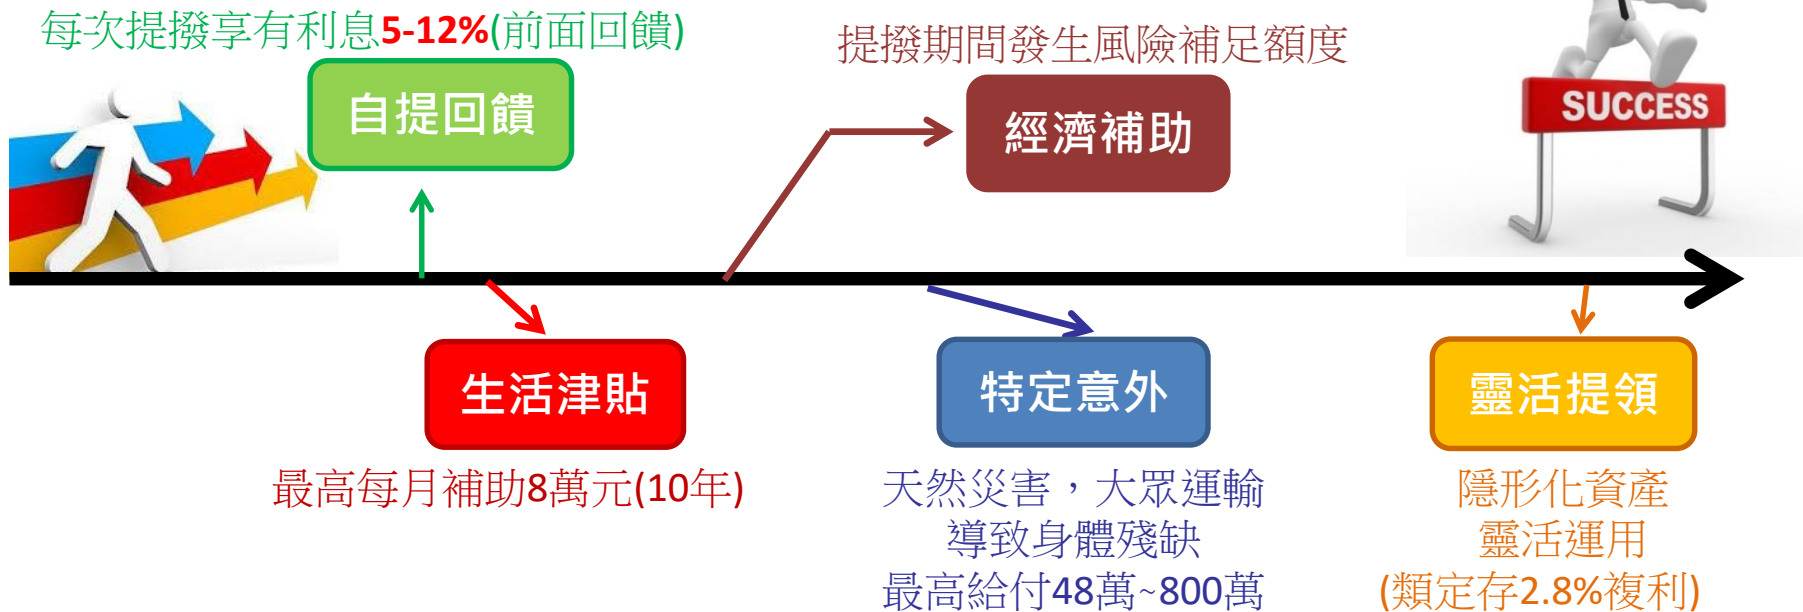 每次提撥享有利息5-12%(前面回饋)
提撥期間發生風險補足額度
自提回饋
經濟補助
SUCCESS
生活津貼
特定意外
靈活提領
最高每月補助8萬元(10年)
天然災害，大眾運輸
導致身體殘缺
最高給付48萬~800萬
隱形化資產
靈活運用
(類定存2.8%複利)